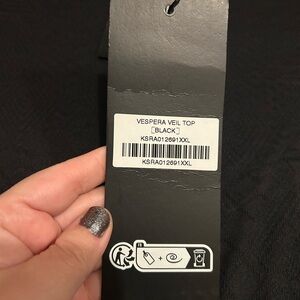 VESPERA VEIL TOP
[BLACK]
KSRA012691XXL
KSRA012691XXL